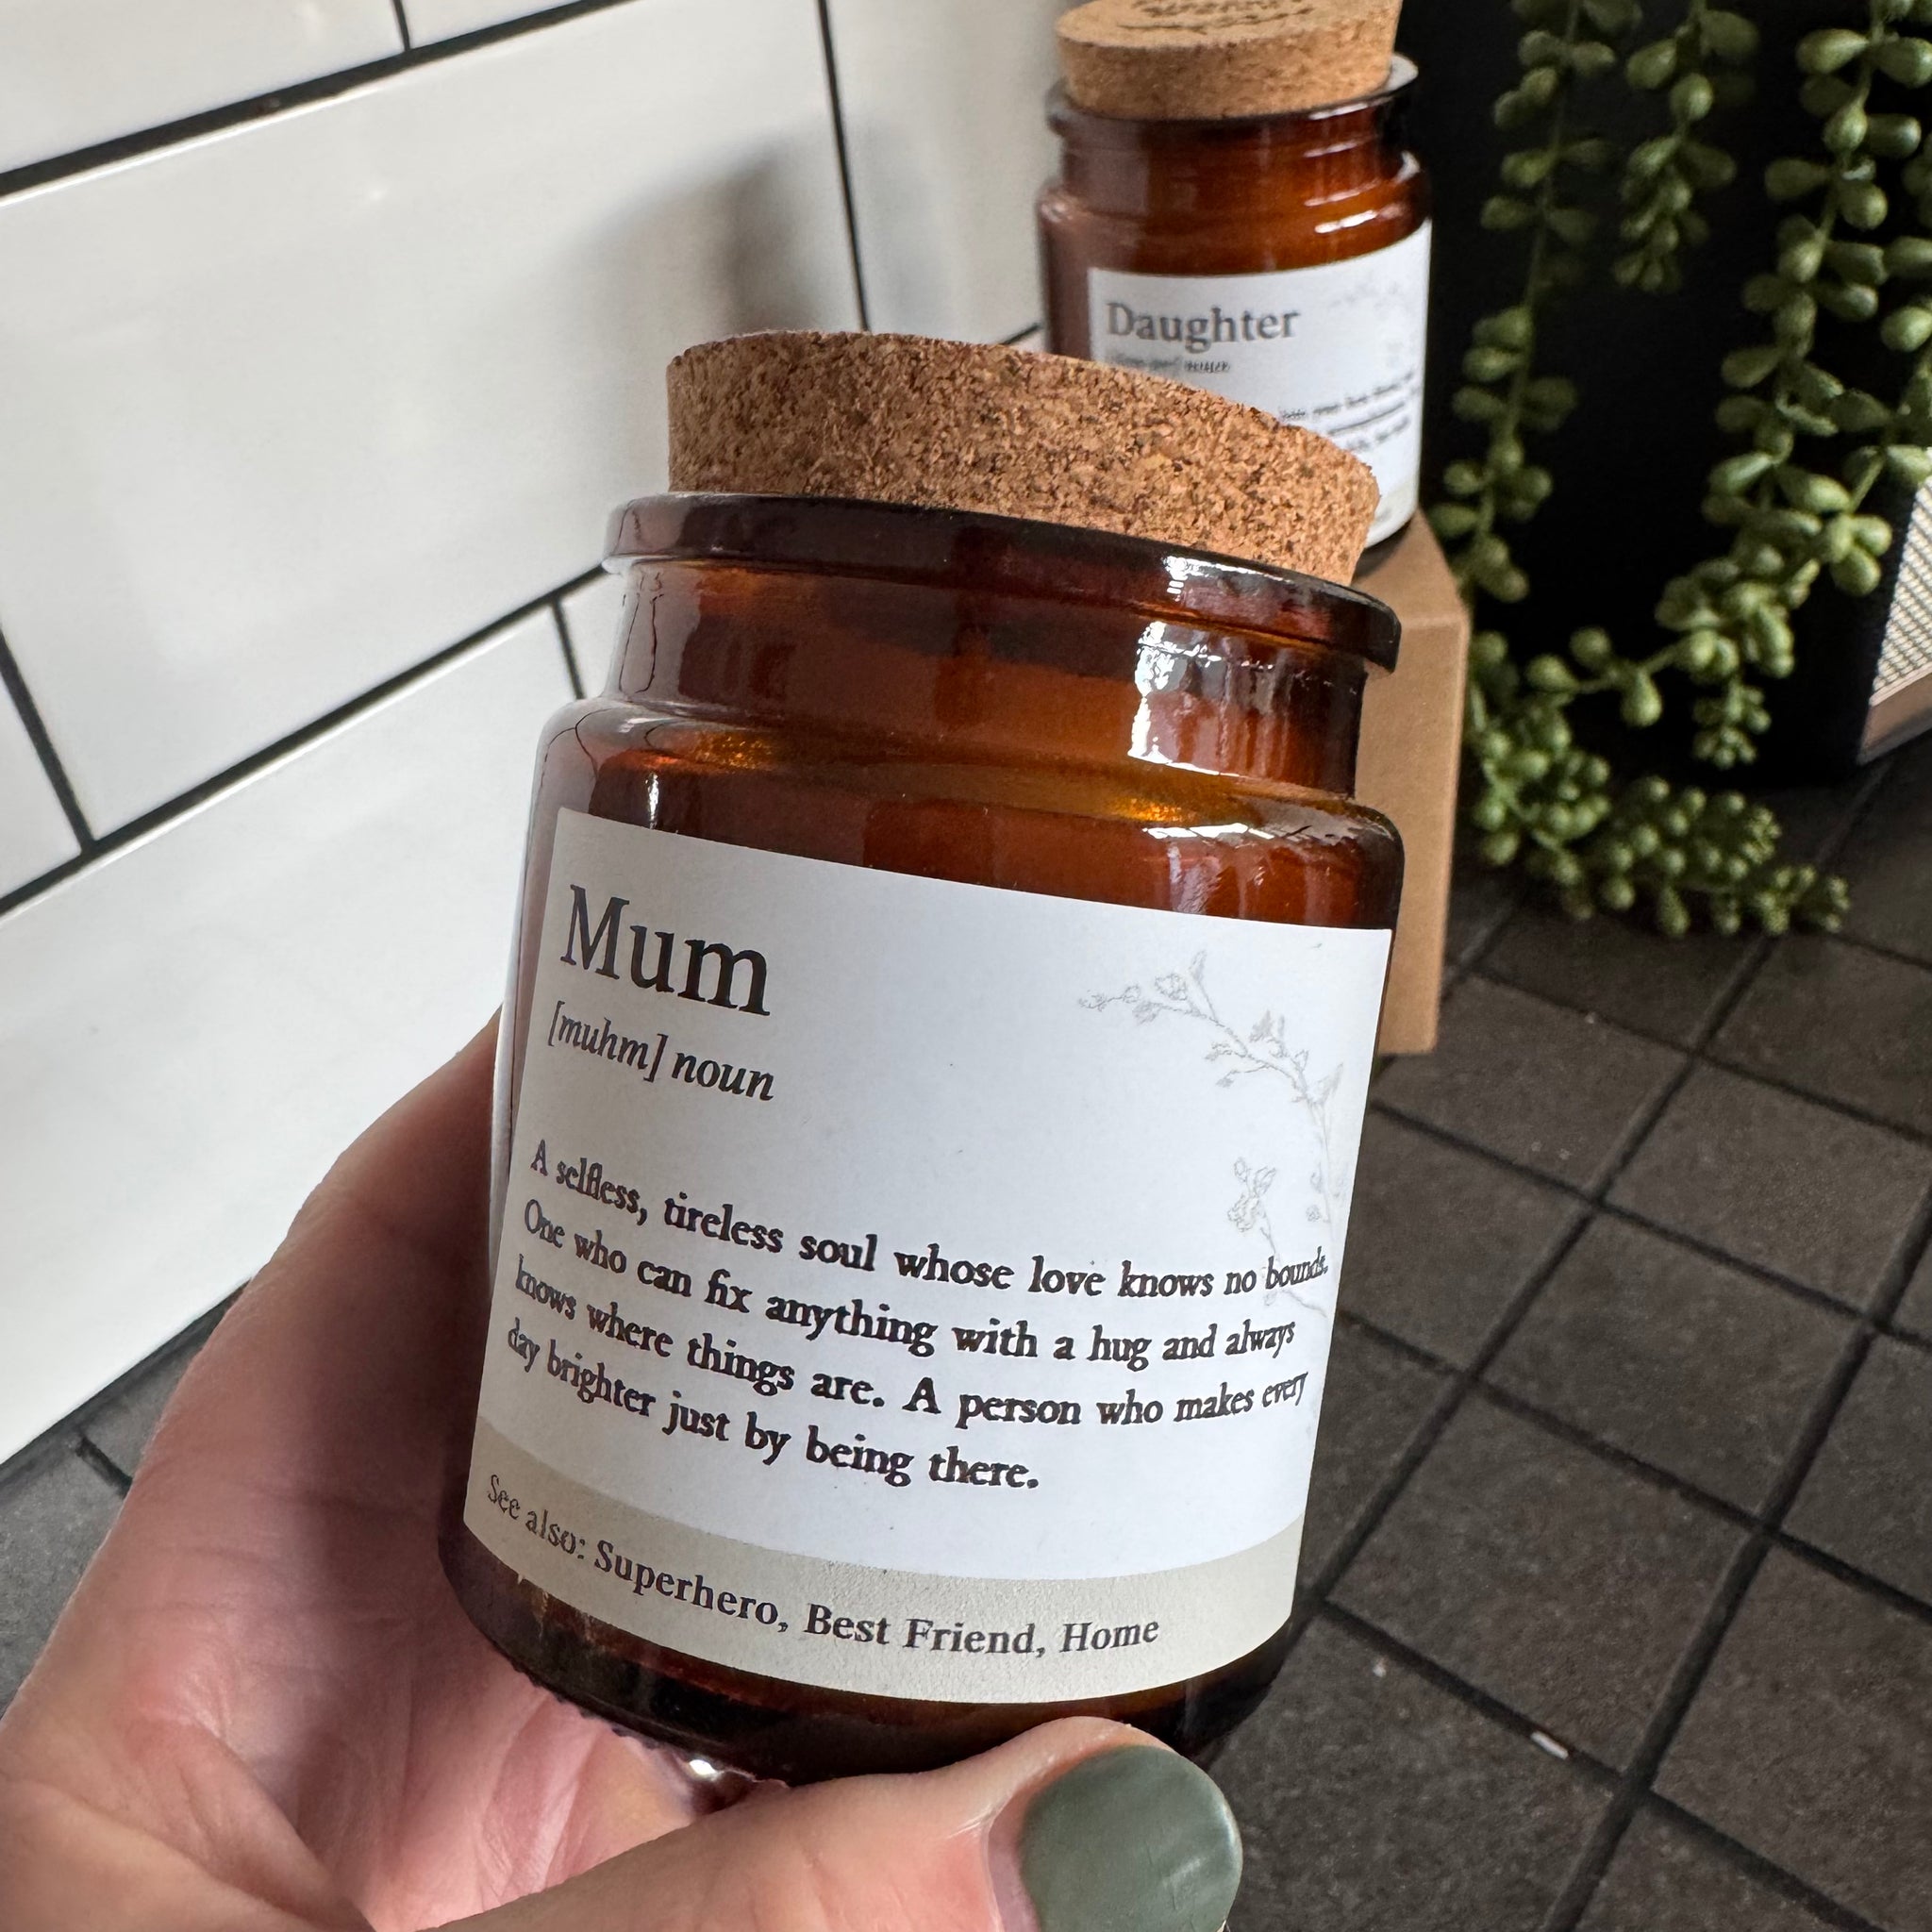 Daughter
noun
Mum
[muhm] noun
A selfless, tireless soul whose love knows no bounds.
One who can fix anything with a hug and always
knows where things are. A person who makes every
day brighter just by being there.
See also: Superhero, Best Friend, Home